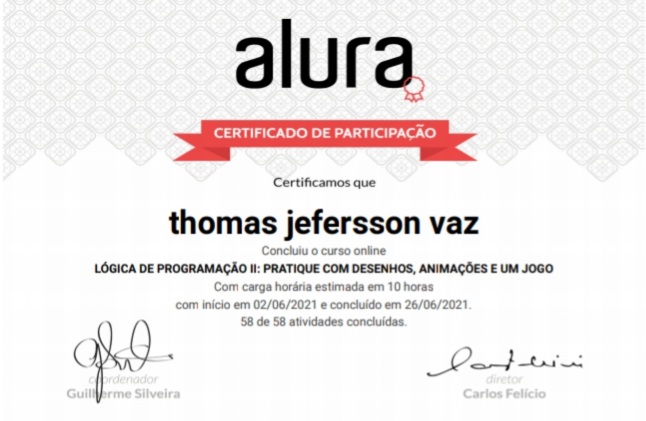 alura
CERTIFICADO DE PARTICIPAÇÃO
Certificamos que
thomas jefersson vaz
Concluiu o curso online
LÓGICA DE PROGRAMAÇÃO II: PRATIQUE COM DESENHOS, ANIMAÇÕES E UM JOGO
Com carga horária estimada em 10 horas
com início em 02/06/2021 e concluído em 26/06/2021.
58 de 58 atividades concluídas.
coordenador
Guilherme Silveira
diretor
Carlos Felício